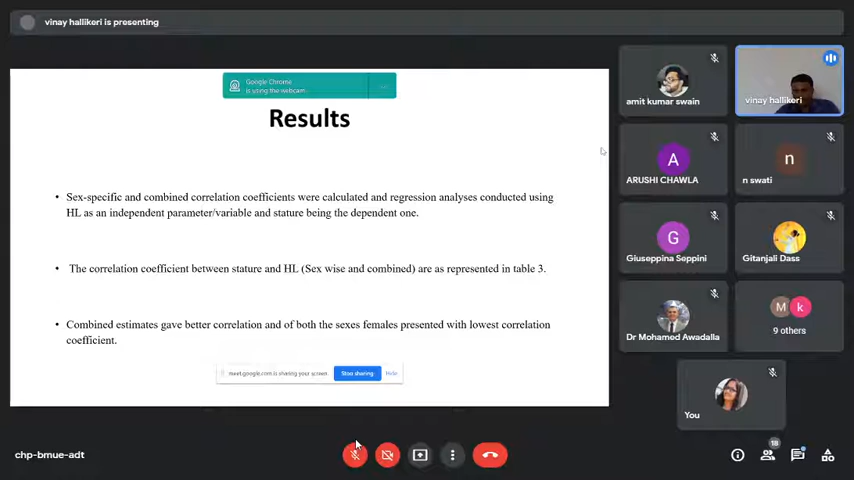 vinay hallikeri is presenting
Google Chrome
is using the webcam
Results
• Sex-specific and combined correlation coefficients were calculated and regression analyses conducted using
HL as an independent parameter/variable and stature being the dependent one.
• The correlation coefficient between stature and HL (Sex wise and combined) are as represented in table 3.
• Combined estimates gave better correlation and of both the sexes females presented with lowest correlation
coefficient.
meet.google.com is sharing your screen.
Stop sharing
Hide
amit kumar swain
vinay hallikeri
A
ARUSHI CHAWLA
n
n swati
G
Giuseppina Seppini
Gitanjali Dass
Dr Mohamed Awadalla
M k
9 others
You
chp-bmue-adt
18